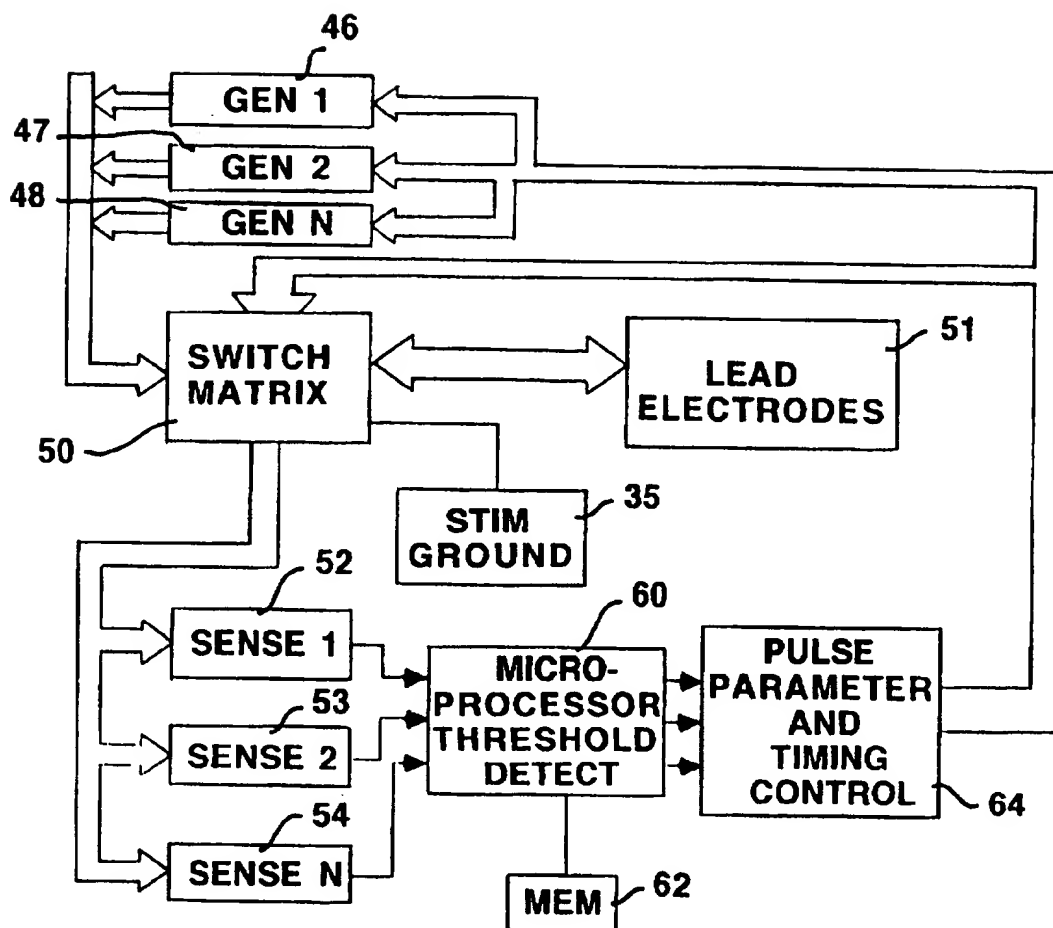 46
GEN 1
47
GEN 2
48
GEN N
SWITCH
MATRIX
50
51
LEAD
ELECTRODES
35
STIM
GROUND
52
SENSE 1
53
SENSE 2
54
SENSE N
60
MICRO-
PROCESSOR
THRESHOLD
DETECT
62
MEM
PULSE
PARAMETER
AND
TIMING
CONTROL
64